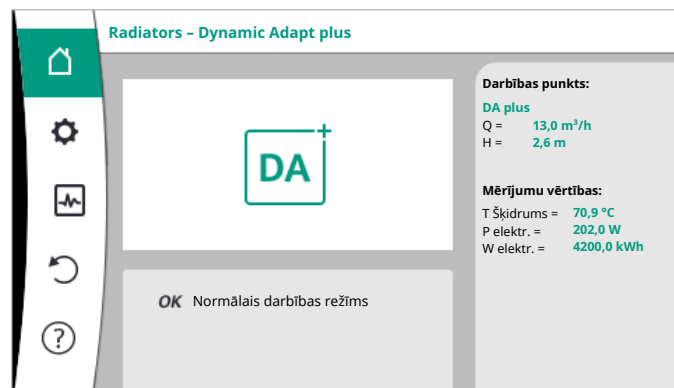 Radiators – Dynamic Adapt plus
DA+
OK Normālais darbības režīms
Darbības punkts:
DA plus
Q = 13,0 m³/h
H = 2,6 m
Mērījumu vērtības:
T Šķidrums = 70,9 °C
P elektr. = 202,0 W
W elektr. = 4200,0 kWh
?